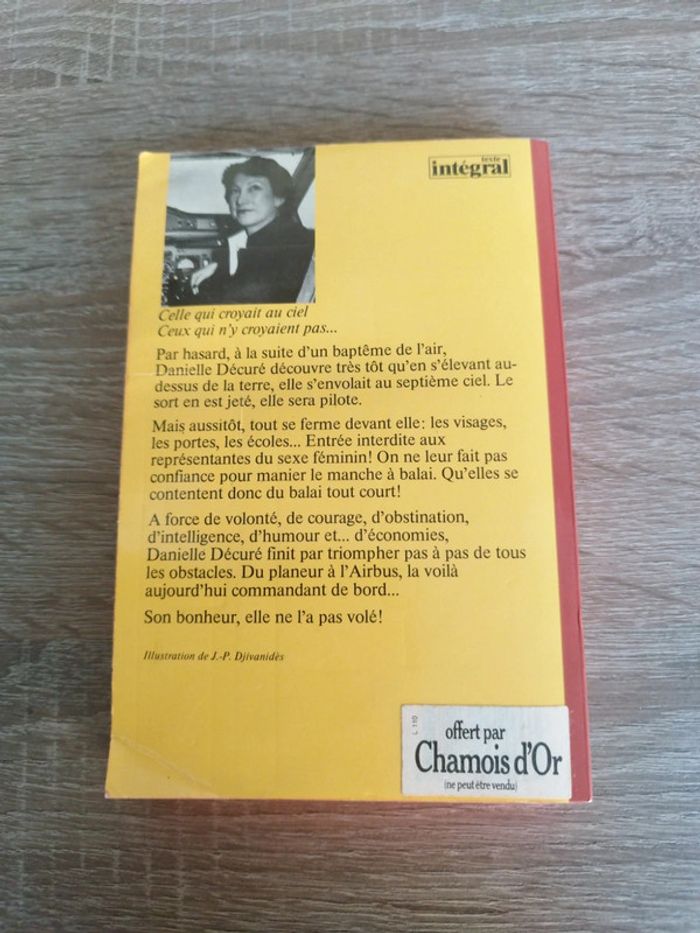 texte
intégral
Celle qui croyait au ciel
Ceux qui n'y croyaient pas...
Par hasard, à la suite d'un baptême de l'air,
Danielle Décuré découvre très tôt qu'en s'élevant au-
dessus de la terre, elle s'envolait au septième ciel. Le
sort en est jeté, elle sera pilote.
Mais aussitôt, tout se ferme devant elle: les visages,
les portes, les écoles... Entrée interdite aux
représentantes du sexe féminin! On ne leur fait pas
confiance pour manier le manche à balai. Qu'elles se
contentent donc du balai tout court!
A force de volonté, de courage, d'obstination,
d'intelligence, d'humour et... d'économies,
Danielle Décuré finit par triompher pas à pas de tous
les obstacles. Du planeur à l'Airbus, la voilà
aujourd'hui commandant de bord...
Son bonheur, elle ne l'a pas volé!
Illustration de J.-P. Djivanidès
L 110
offert par
Chamois d'Or
(ne peut être vendu)